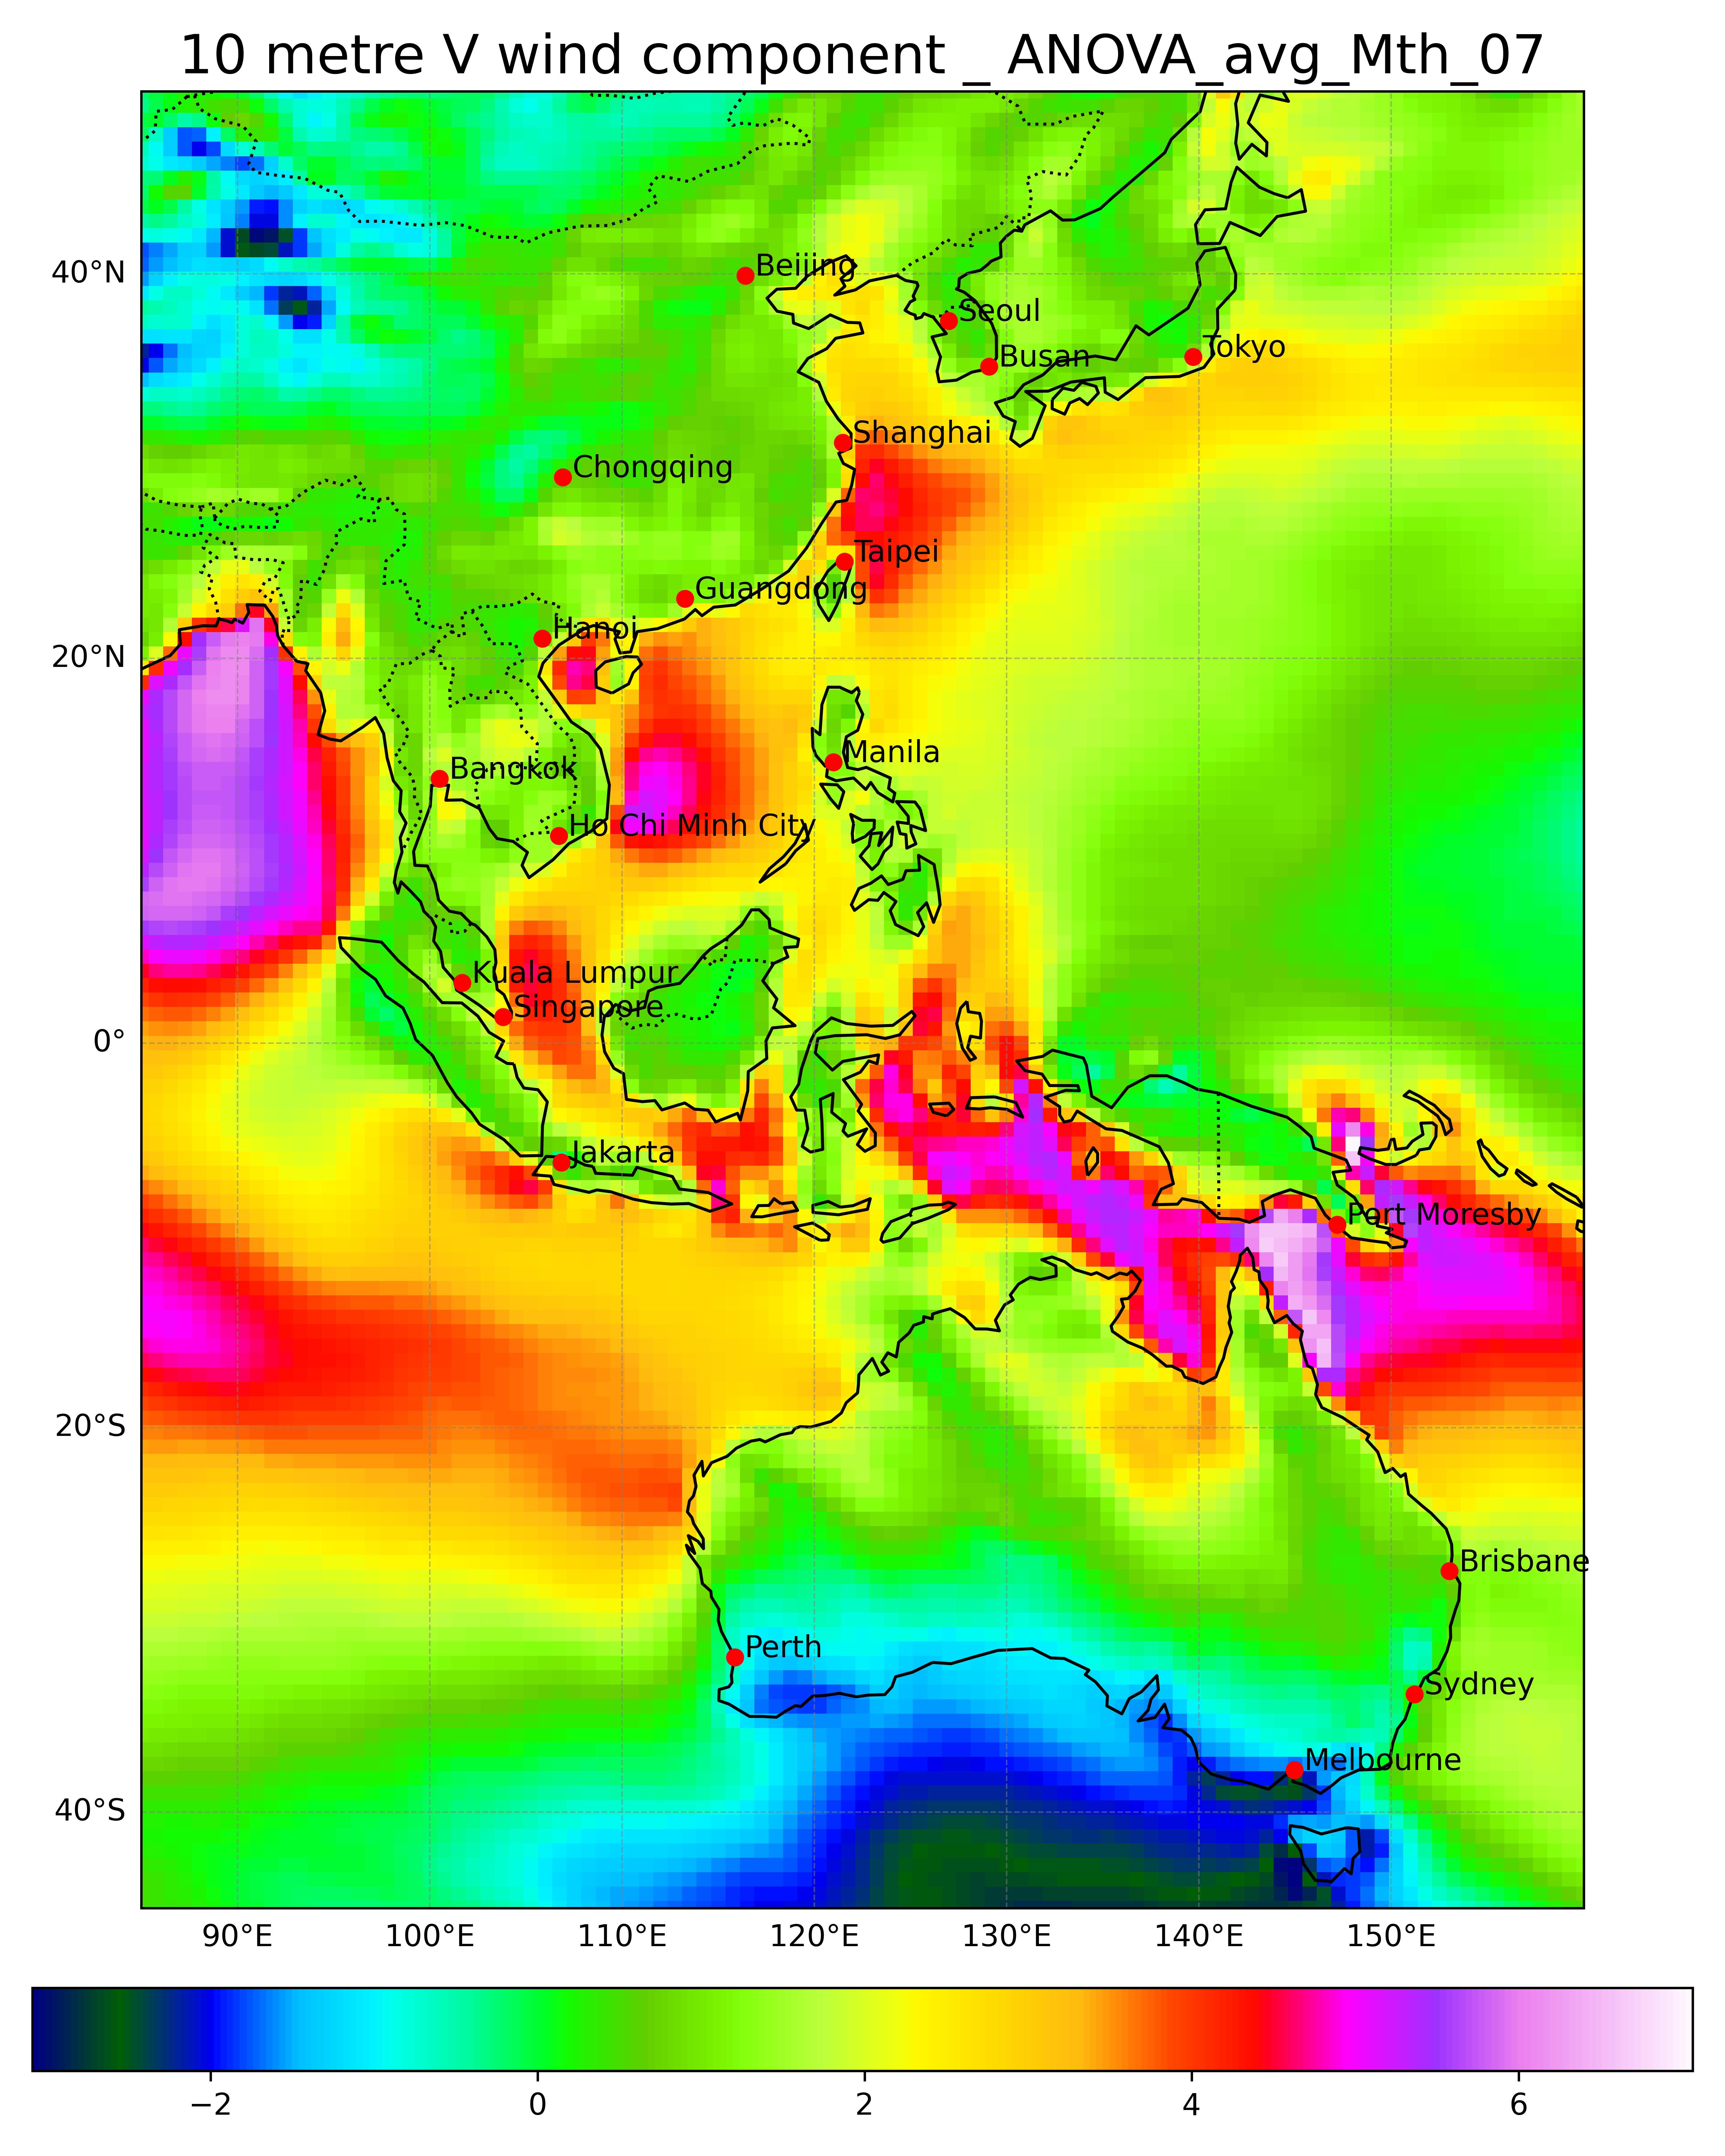 10 metre V wind component _ ANOVA_avg_Mth_07
40°N
20°N
0°
20°S
40°S
Beijing
Seoul
Tokyo
Busan
Shanghai
Chongqing
Taipei
Guangdong
Hanoi
Manila
Bangkok
Ho Chi Minh City
Kuala Lumpur
Singapore
Jakarta
Port Moresby
Brisbane
Perth
Sydney
Melbourne
90°E 100°E 110°E 120°E 130°E 140°E 150°E
−2 0 2 4 6